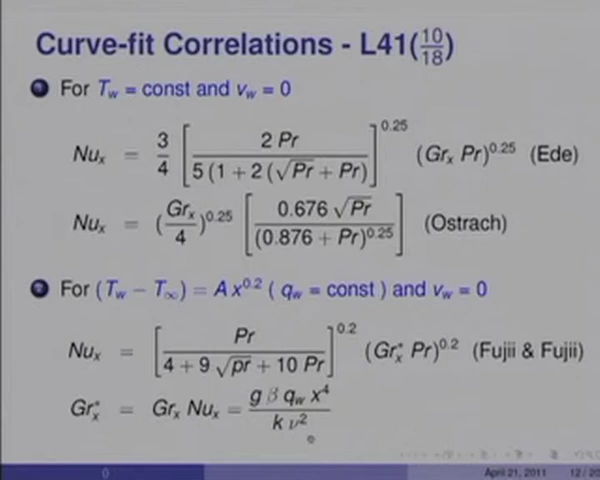 Curve-fit Correlations - L41(10/18)
1 For T_w = const and v_w = 0
Nu_x = 3/4 [ 2 Pr / 5 (1 + 2 (√Pr + Pr) ]^0.25 (Gr_x Pr)^0.25 (Ede)
Nu_x = (Gr_x/4)^0.25 [ 0.676 √Pr / (0.876 + Pr)^0.25 ] (Ostrach)
2 For (T_w − T_∞) = A x^0.2 ( q_w = const ) and v_w = 0
Nu_x = [ Pr / 4 + 9 √pr + 10 Pr ]^0.2 (Gr*_x Pr)^0.2 (Fujii & Fujii)
Gr*_x = Gr_x Nu_x = g β q_w x^4 / k ν^2
() April 21, 2011 12 / 20